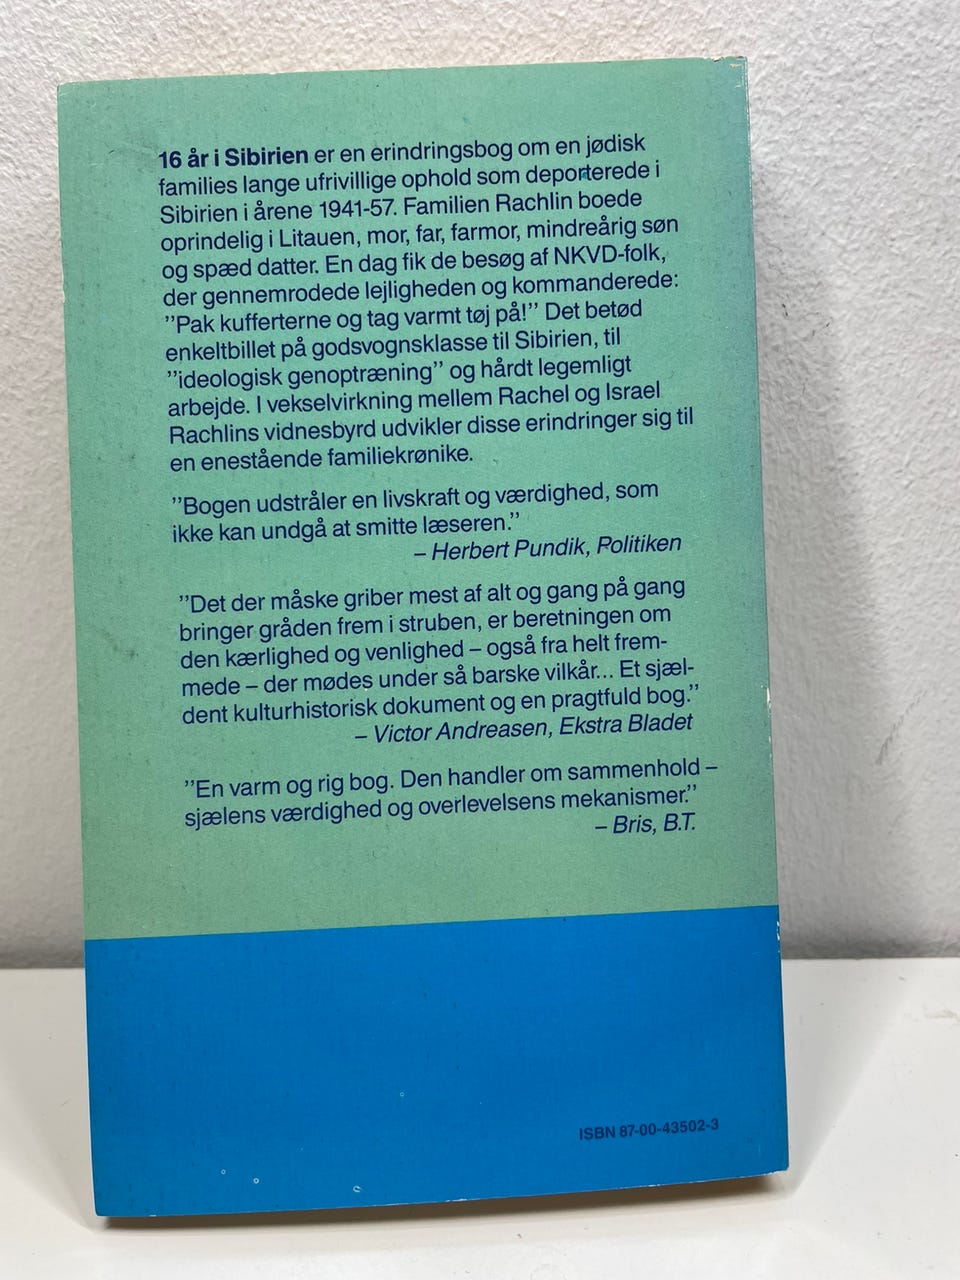 16 år i Sibirien er en erindringsbog om en jødisk
families lange ufrivillige ophold som deporterede i
Sibirien i årene 1941-57. Familien Rachlin boede
oprindelig i Litauen, mor, far, farmor, mindreårig søn
og spæd datter. En dag fik de besøg af NKVD-folk,
der gennemrodede lejligheden og kommanderede:
"Pak kufferterne og tag varmt tøj på!" Det betød
enkeltbillet på godsvognsklasse til Sibirien, til
"ideologisk genoptræning" og hårdt legemligt
arbejde. I vekselvirkning mellem Rachel og Israel
Rachlins vidnesbyrd udvikler disse erindringer sig til
en enestående familiekrønike.
"Bogen udstråler en livskraft og værdighed, som
ikke kan undgå at smitte læseren."
– Herbert Pundik, Politiken
"Det der måske griber mest af alt og gang på gang
bringer gråden frem i struben, er beretningen om
den kærlighed og venlighed – også fra helt frem-
mede – der mødes under så barske vilkår... Et sjæl-
dent kulturhistorisk dokument og en pragtfuld bog."
– Victor Andreasen, Ekstra Bladet
"En varm og rig bog. Den handler om sammenhold –
sjælens værdighed og overlevelsens mekanismer."
– Bris, B.T.
ISBN 87-00-43502-3